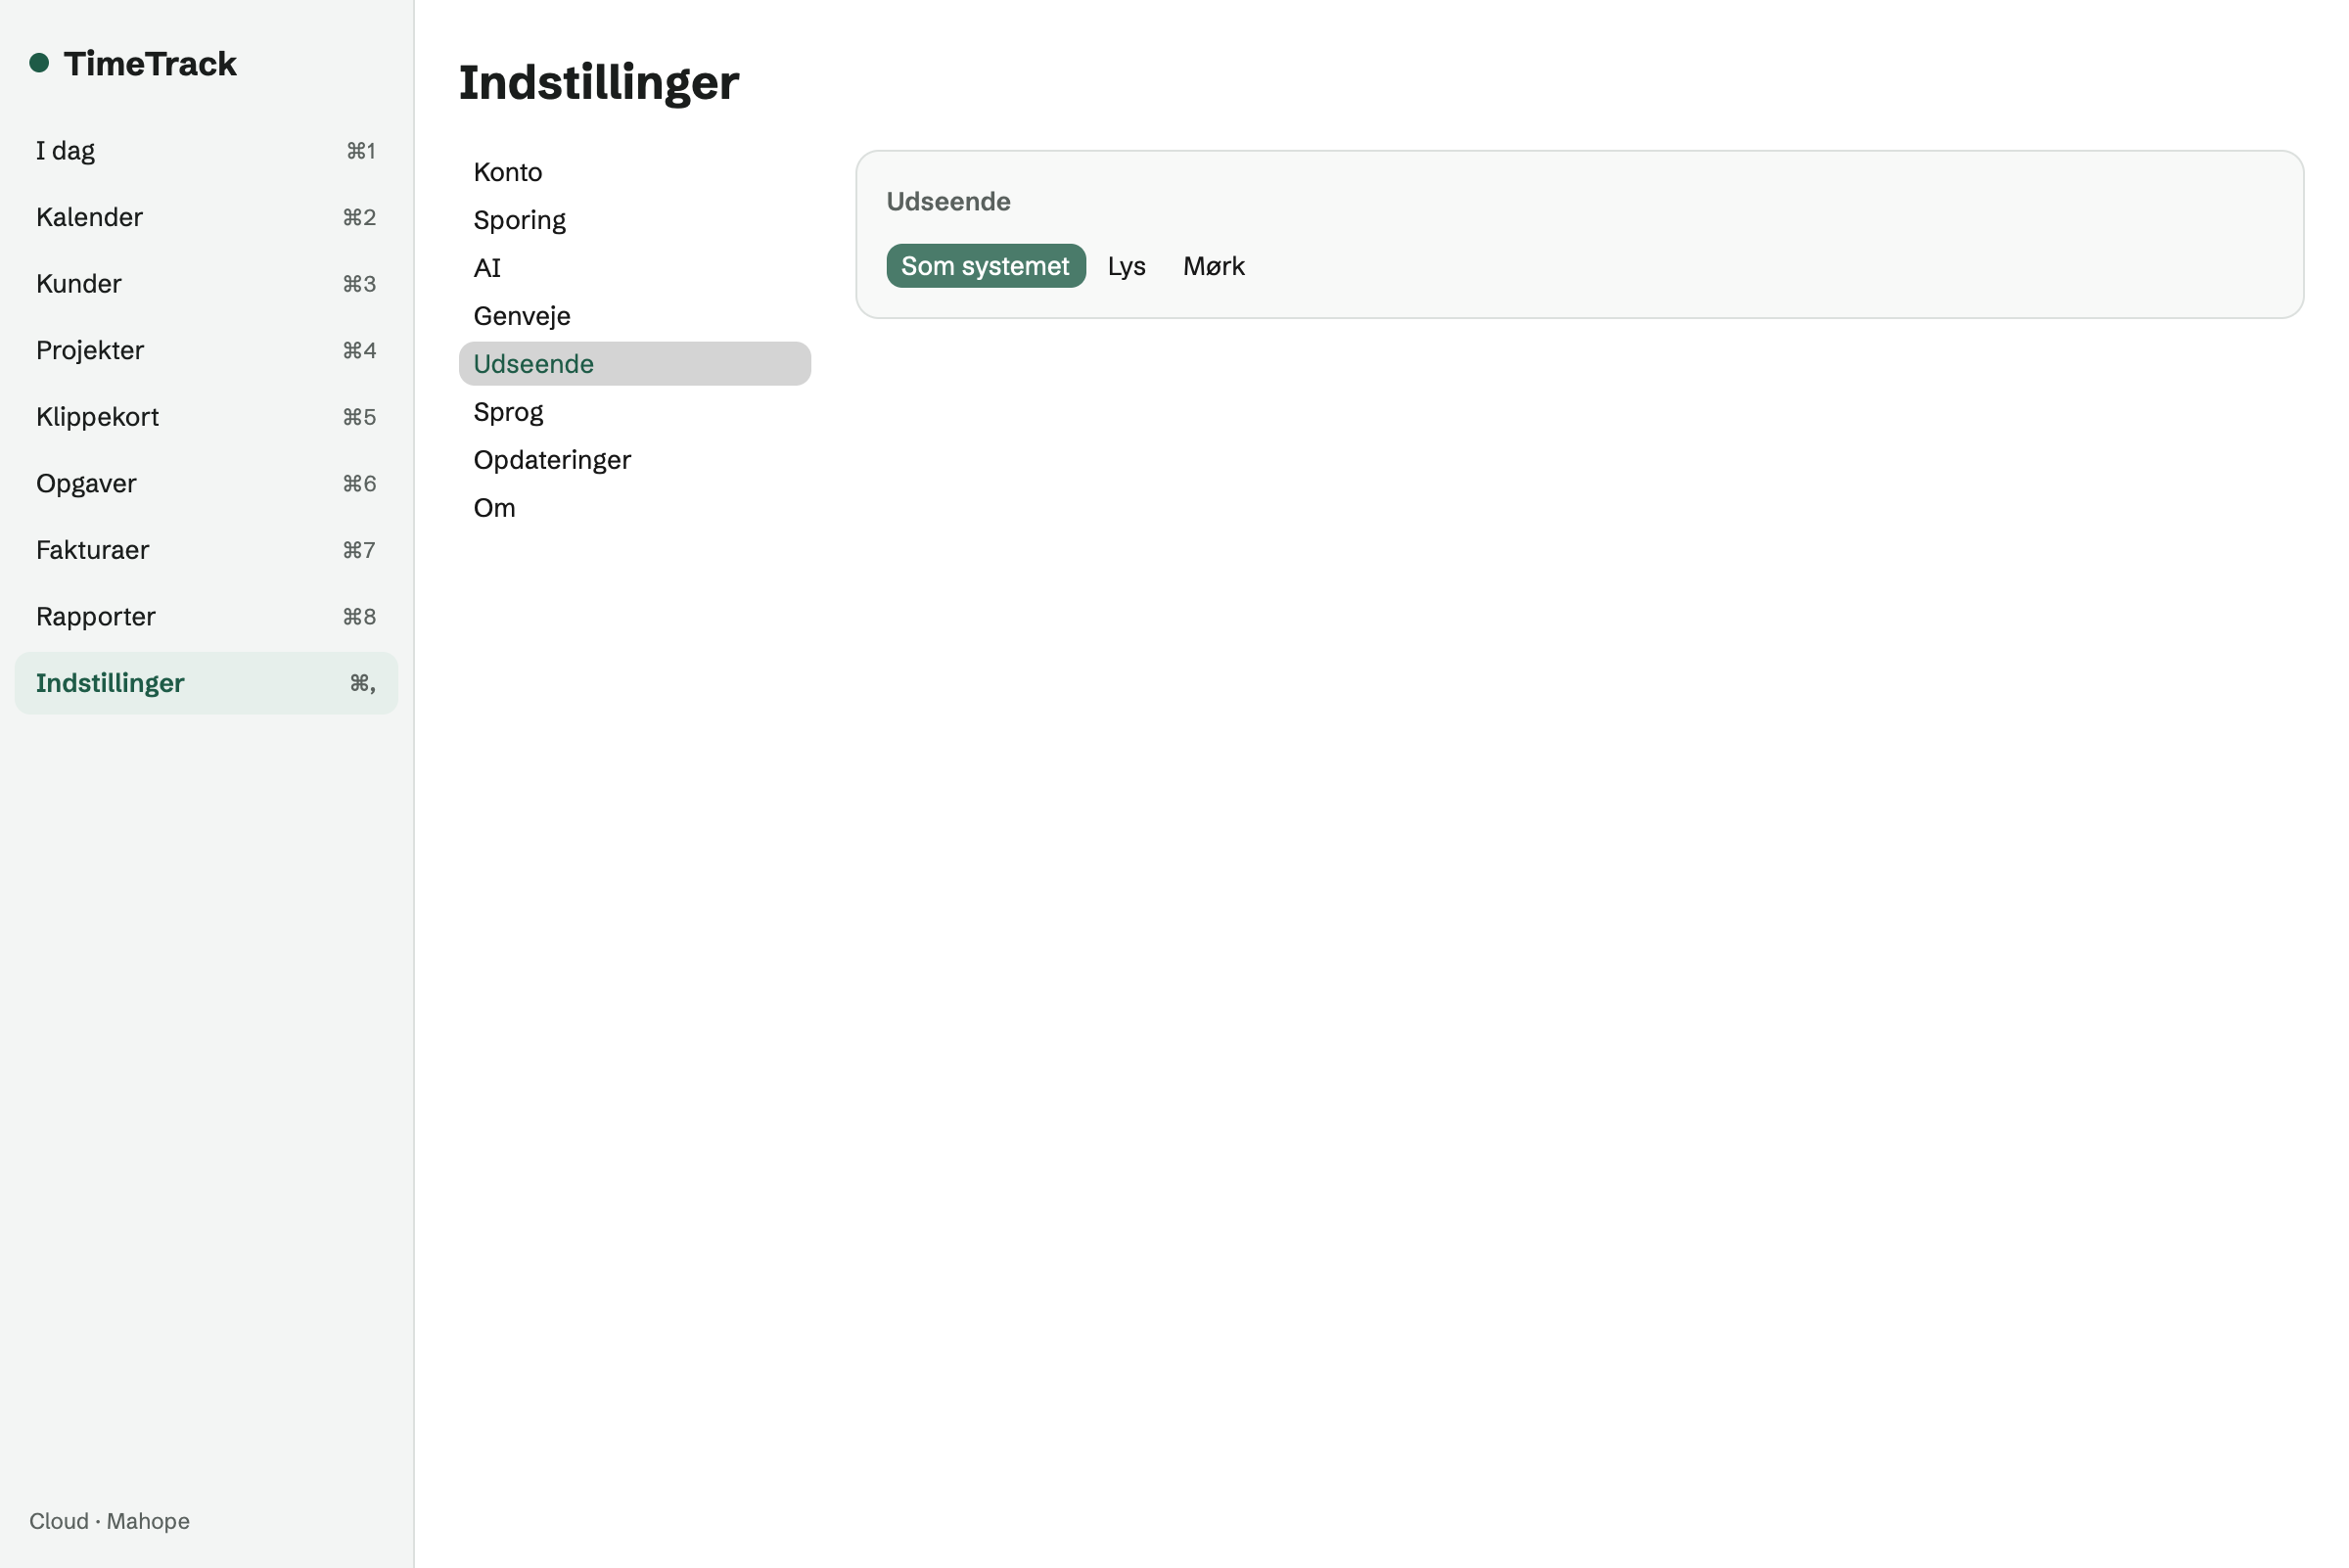 TimeTrack
I dag ⌘1
Kalender ⌘2
Kunder ⌘3
Projekter ⌘4
Klippekort ⌘5
Opgaver ⌘6
Fakturaer ⌘7
Rapporter ⌘8
Indstillinger ⌘,
Cloud · Mahope
Indstillinger
Konto
Sporing
AI
Genveje
Udseende
Sprog
Opdateringer
Om
Udseende
Som systemet Lys Mørk